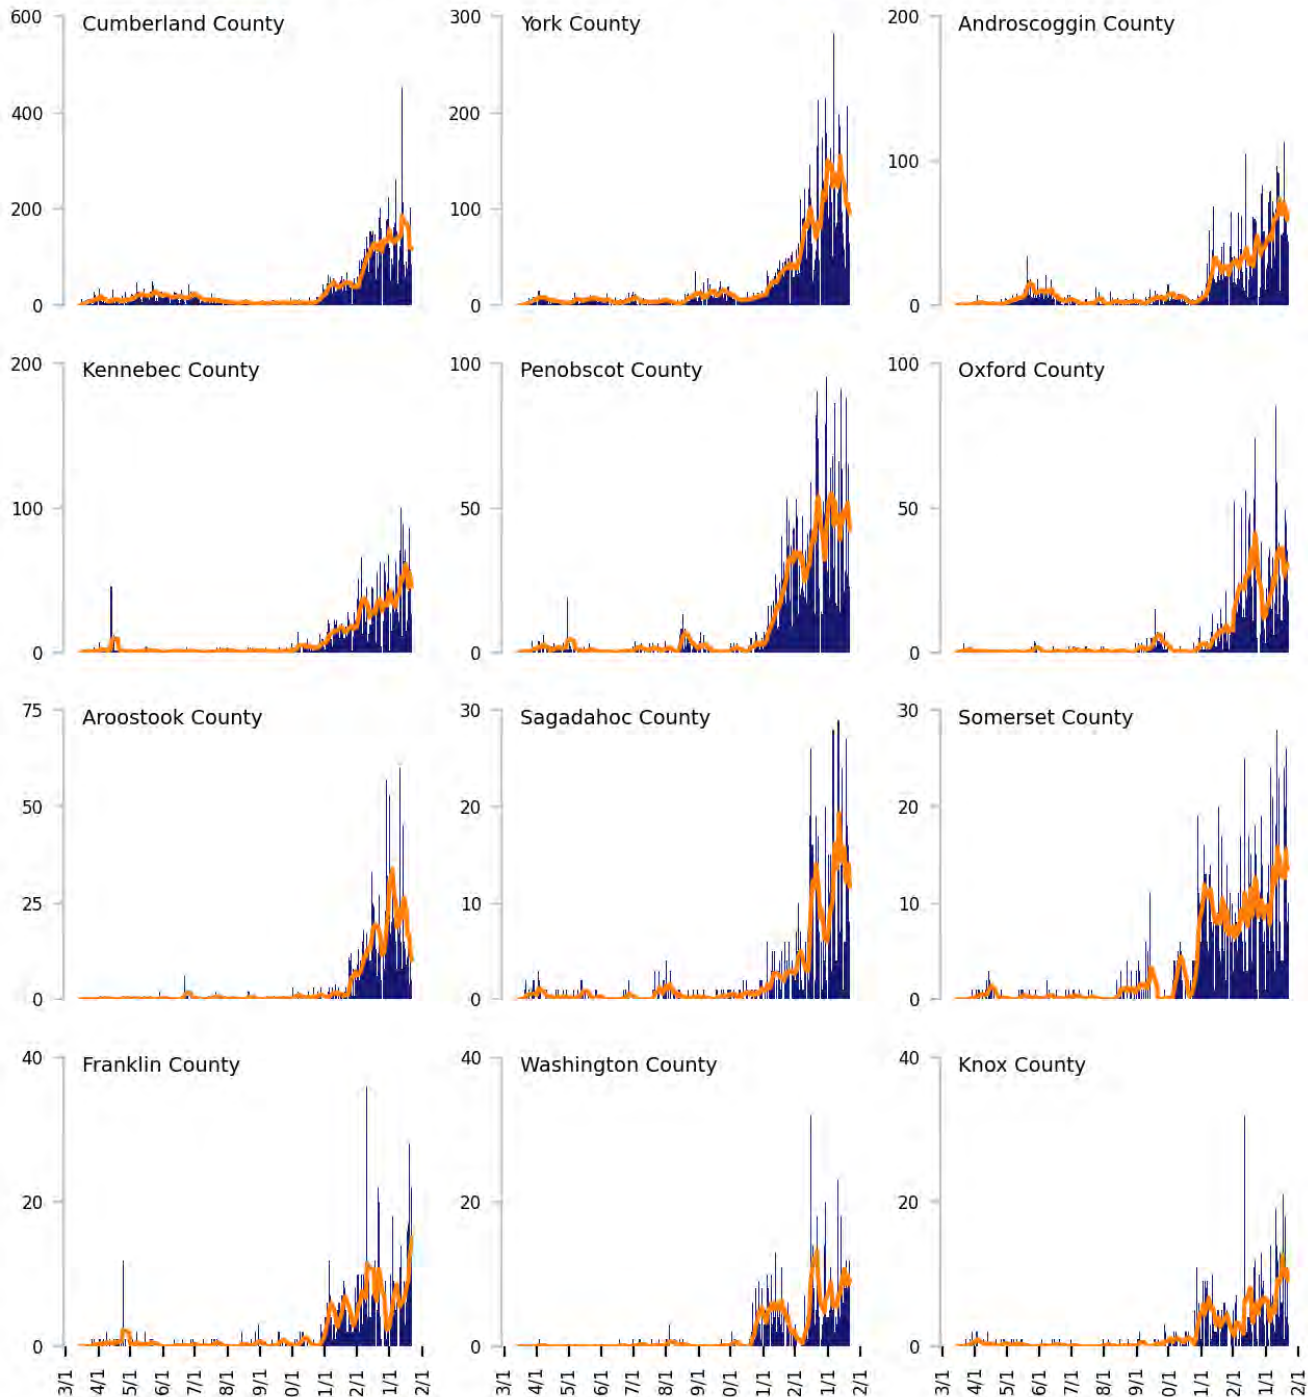 600 Cumberland County 300 York County 200 Androscoggin County
400 200
100
200 100
0 0 0
200 Kennebec County 100 Penobscot County 100 Oxford County
100 50 50
0 0 0
75 Aroostook County 30 Sagadahoc County 30 Somerset County
50 20 20
25 10 10
0 0 0
40 Franklin County 40 Washington County 40 Knox County
20 20 20
0 0 0
3/1 4/1 5/1 6/1 7/1 8/1 9/1 0/1 1/1 2/1 1/1 2/1 3/1 4/1 5/1 6/1 7/1 8/1 9/1 0/1 1/1 2/1 1/1 2/1 3/1 4/1 5/1 6/1 7/1 8/1 9/1 0/1 1/1 2/1 1/1 2/1